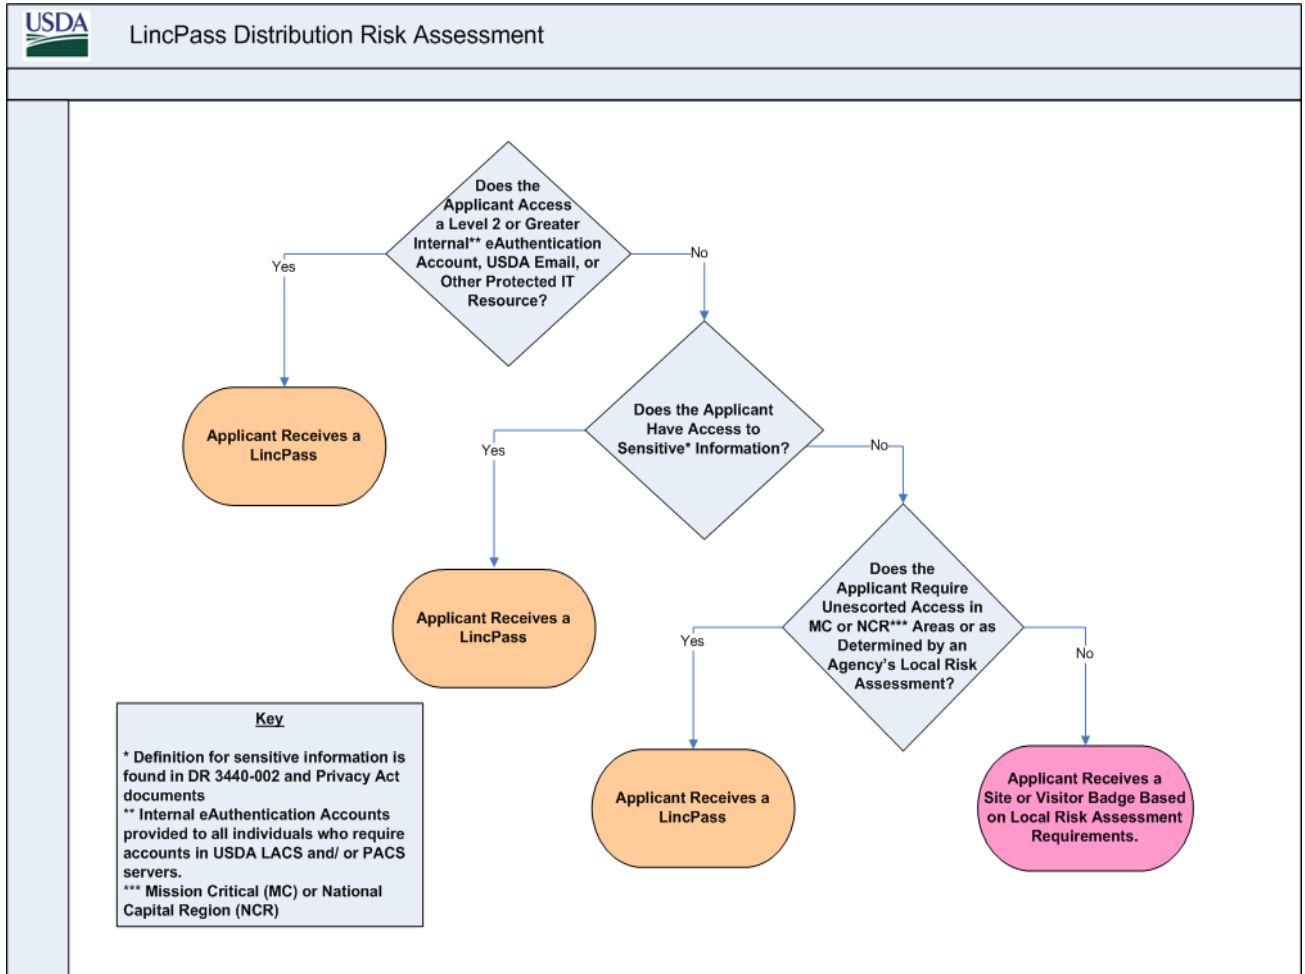 USDA
LincPass Distribution Risk Assessment
Does the
Applicant Access
a Level 2 or Greater
Internal** eAuthentication
Account, USDA Email, or
Other Protected IT
Resource?
Yes
No
Applicant Receives a
LincPass
Does the Applicant
Have Access to
Sensitive* Information?
Yes
No
Applicant Receives a
LincPass
Does the
Applicant Require
Unescorted Access in
MC or NCR*** Areas or as
Determined by an
Agency's Local Risk
Assessment?
Yes
No
Applicant Receives a
LincPass
Applicant Receives a
Site or Visitor Badge Based
on Local Risk Assessment
Requirements.
Key
* Definition for sensitive information is
found in DR 3440-002 and Privacy Act
documents
** Internal eAuthentication Accounts
provided to all individuals who require
accounts in USDA LACS and/ or PACS
servers.
*** Mission Critical (MC) or National
Capital Region (NCR)